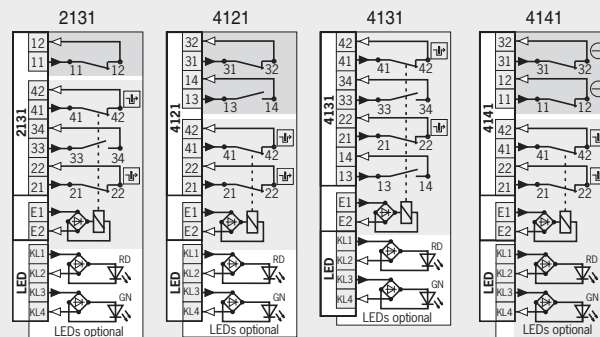 2131
12
11
11 12
42
41
41 42
34
33
33 34
22
21
21 22
2131
E1
E2
LED
KL1
RD
KL2
KL3
GN
KL4
LEDs optional
4121
32
31
31 32
14
13
13 14
42
41
41 42
22
21
21 22
4121
E1
E2
LED
KL1
RD
KL2
KL3
GN
KL4
LEDs optional
4131
42
41
41 42
34
33
33 34
22
21
21 22
14
13
13 14
4131
E1
E2
LED
KL1
RD
KL2
KL3
GN
KL4
LEDs optional
4141
32
31
31 32
12
11
11 12
42
41
41 42
22
21
21 22
4141
E1
E2
LED
KL1
RD
KL2
KL3
GN
KL4
LEDs optional